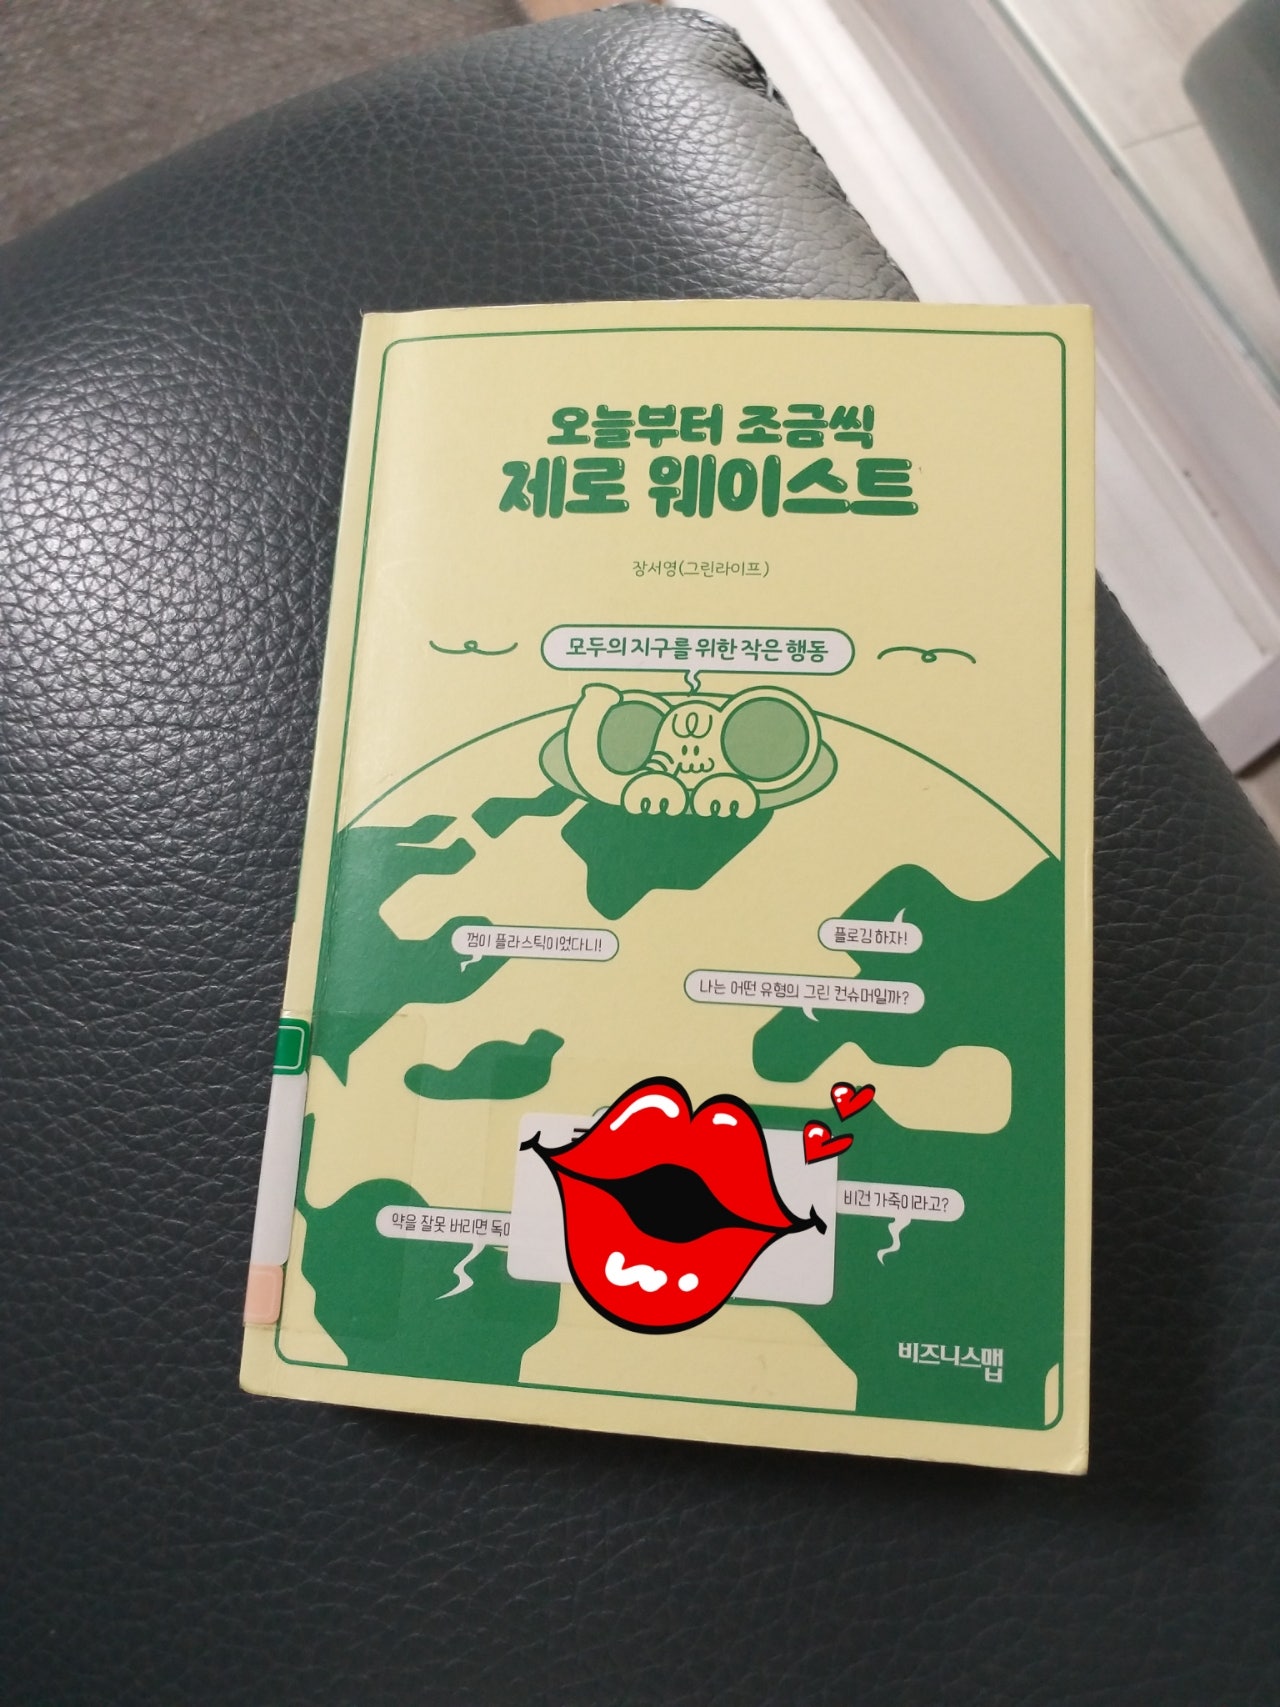 오늘부터 조금씩
제로 웨이스트
장서영(그린라이프)
모두의 지구를 위한 작은 행동
껌이 플라스틱이었다니!
플로깅 하자!
나는 어떤 유형의 그린 컨슈머일까?
비건 가죽이라고?
약을 잘못 버리면
비즈니스맵